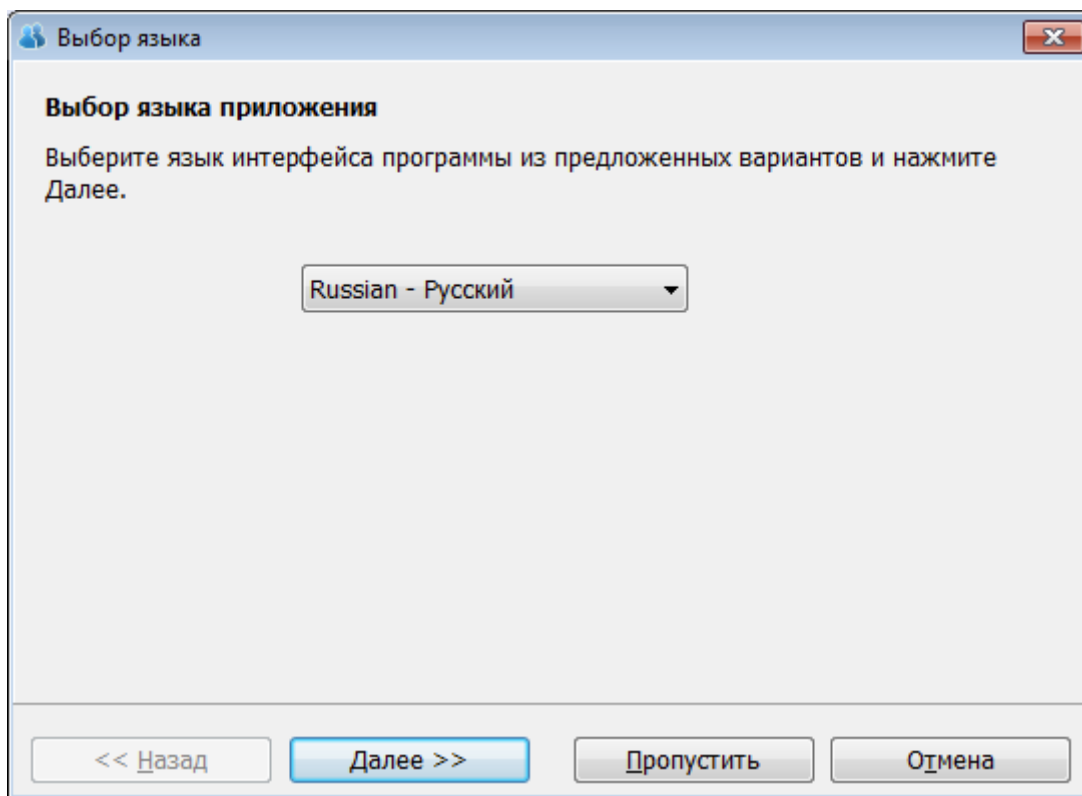 Выбор языка
Выбор языка приложения
Выберите язык интерфейса программы из предложенных вариантов и нажмите
Далее.
Russian - Русский
<< Назад
Далее >>
Пропустить
Отмена